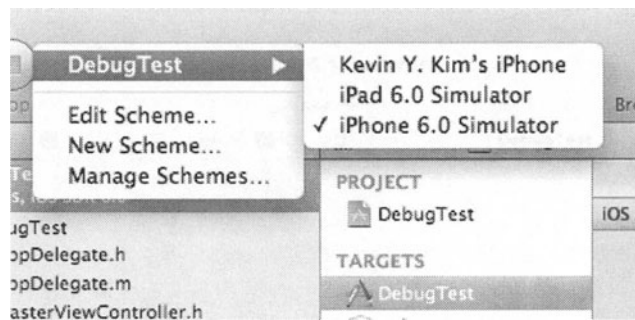 DebugTest
Kevin Y. Kim's iPhone
iPad 6.0 Simulator
✓ iPhone 6.0 Simulator
Edit Scheme...
New Scheme...
Manage Schemes...
PROJECT
DebugTest
iOS
TARGETS
DebugTest
ugTest
ppDelegate.h
ppDelegate.m
asterViewController.h